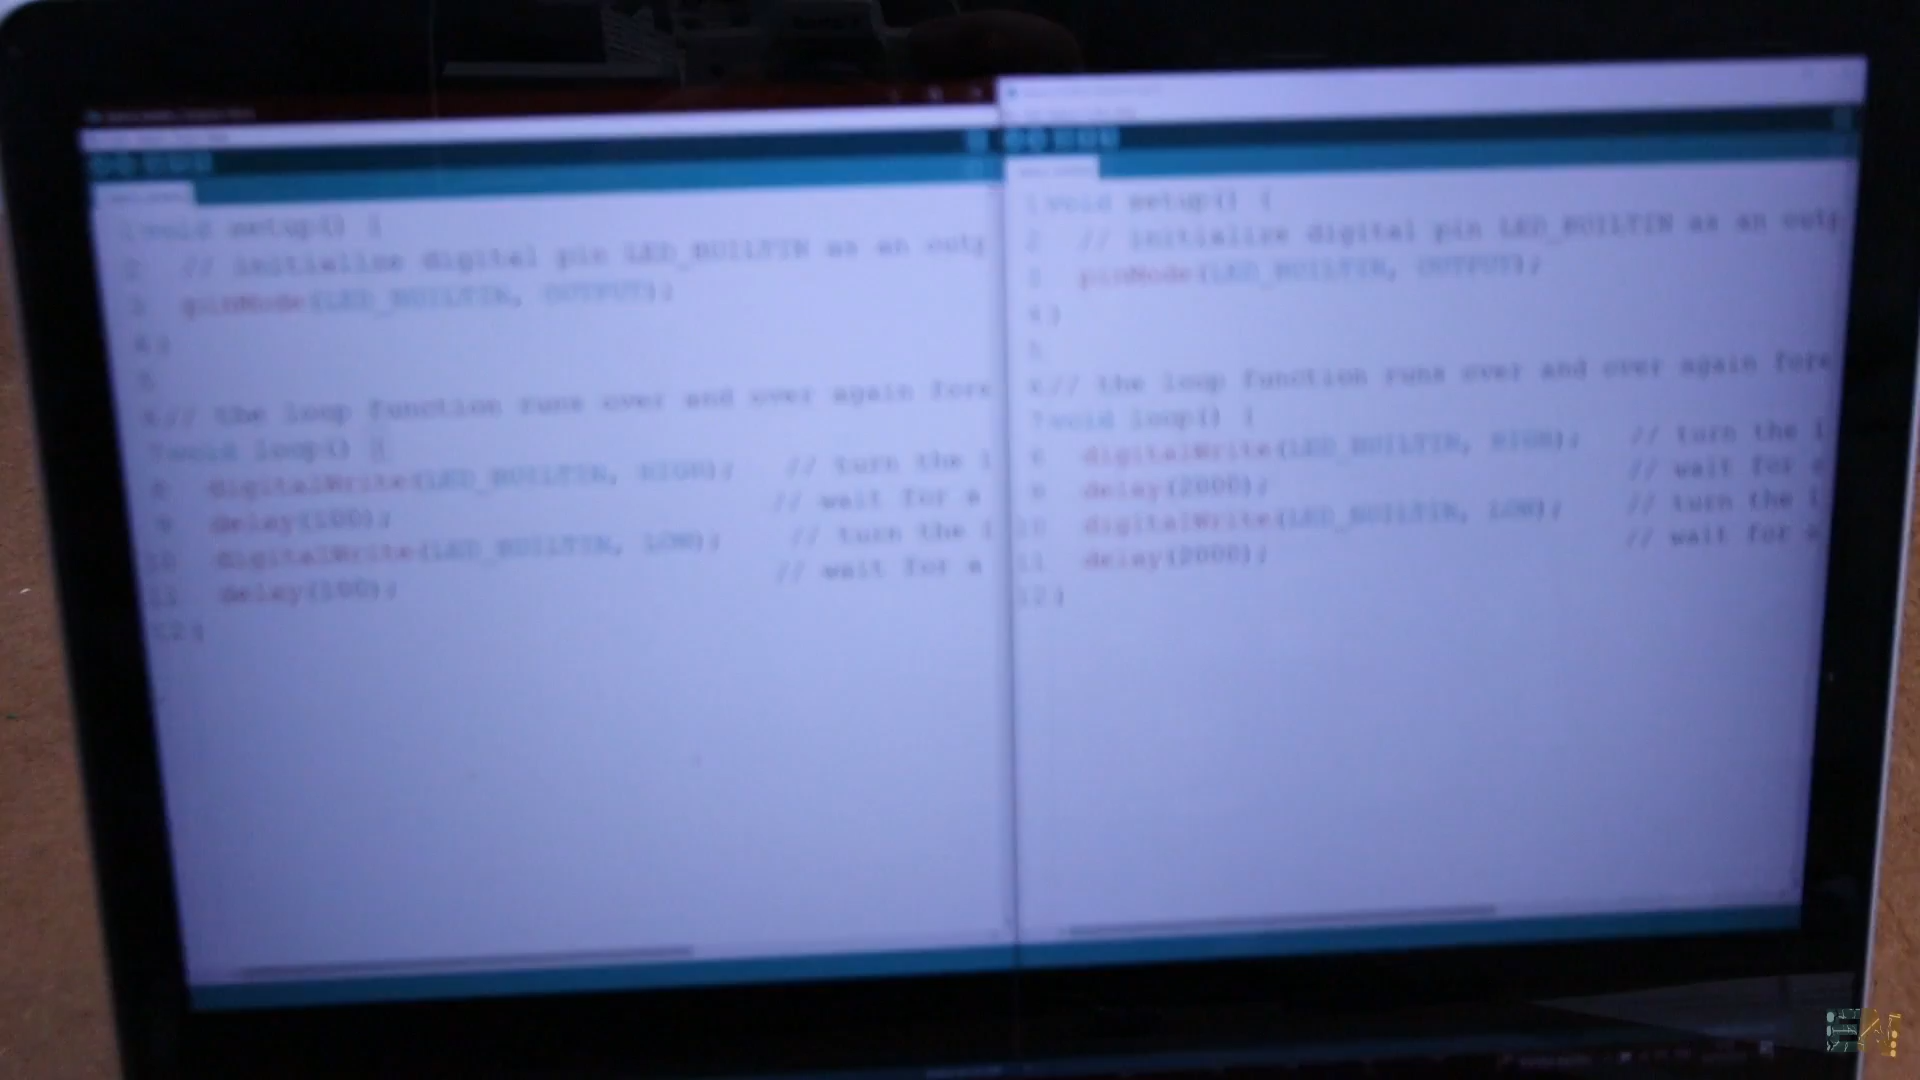 1 void setup() {
2 // initialize digital pin LED_BUILTIN as an outp
3 pinMode(LED_BUILTIN, OUTPUT);
4 }
5
6 // the loop function runs over and over again fore
7 void loop() {
8 digitalWrite(LED_BUILTIN, HIGH); // turn the l
9 delay(100); // wait for a
10 digitalWrite(LED_BUILTIN, LOW); // turn the l
11 delay(100); // wait for a
12 }
1 void setup() {
2 // initialize digital pin LED_BUILTIN as an outp
3 pinMode(LED_BUILTIN, OUTPUT);
4 }
5
6 // the loop function runs over and over again fore
7 void loop() {
8 digitalWrite(LED_BUILTIN, HIGH); // turn the l
9 delay(2000); // wait for a
10 digitalWrite(LED_BUILTIN, LOW); // turn the l
11 delay(2000); // wait for a
12 }